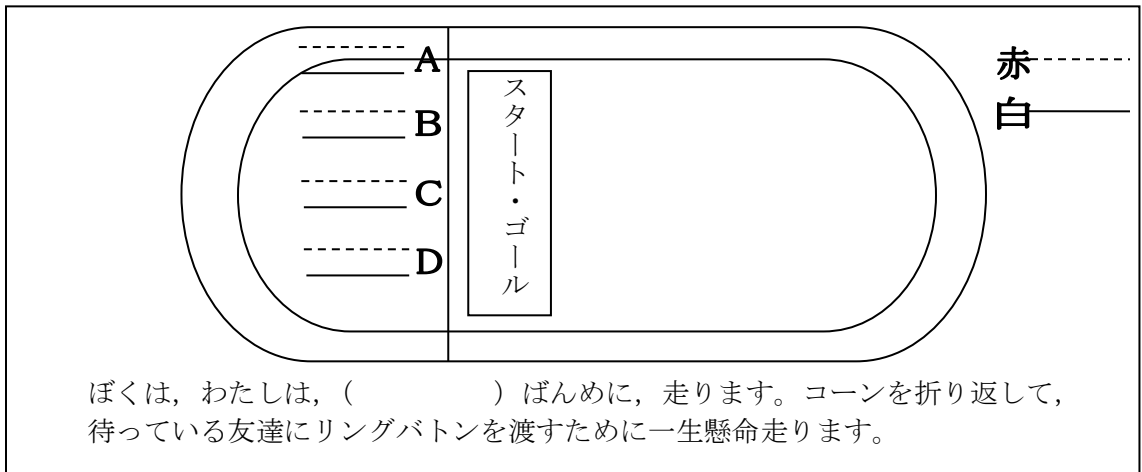 A
B
C
D
スタート・ゴール
赤
白
ぼくは，わたしは，（　　　　　）ばんめに，走ります。コーンを折り返して，
待っている友達にリングバトンを渡すために一生懸命走ります。